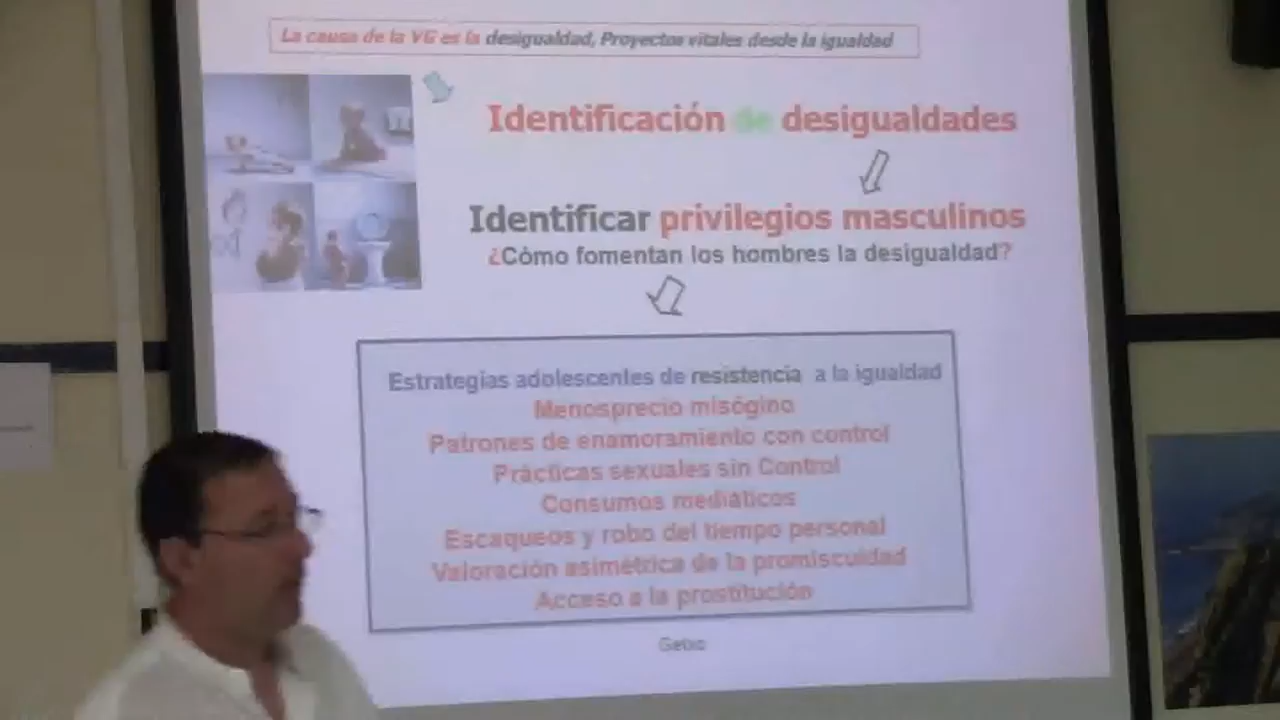 La causa de la VG es la desigualdad, Proyectos vitales desde la igualdad
Identificación de desigualdades
Identificar privilegios masculinos
¿Cómo fomentan los hombres la desigualdad?
Estrategias adolescentes de resistencia a la igualdad
Menosprecio misógino
Patrones de enamoramiento con control
Prácticas sexuales sin Control
Consumos mediáticos
Escaqueos y robo del tiempo personal
Valoración asimétrica de la promiscuidad
Acceso a la prostitución
Getxo